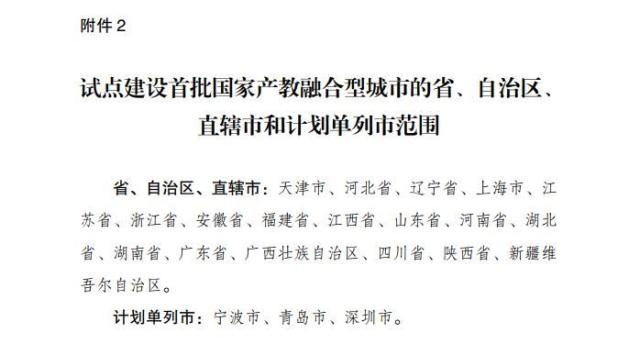 附件2
试点建设首批国家产教融合型城市的省、自治区、
直辖市和计划单列市范围
省、自治区、直辖市：天津市、河北省、辽宁省、上海市、江
苏省、浙江省、安徽省、福建省、江西省、山东省、河南省、湖北
省、湖南省、广东省、广西壮族自治区、四川省、陕西省、新疆维
吾尔自治区。
计划单列市：宁波市、青岛市、深圳市。